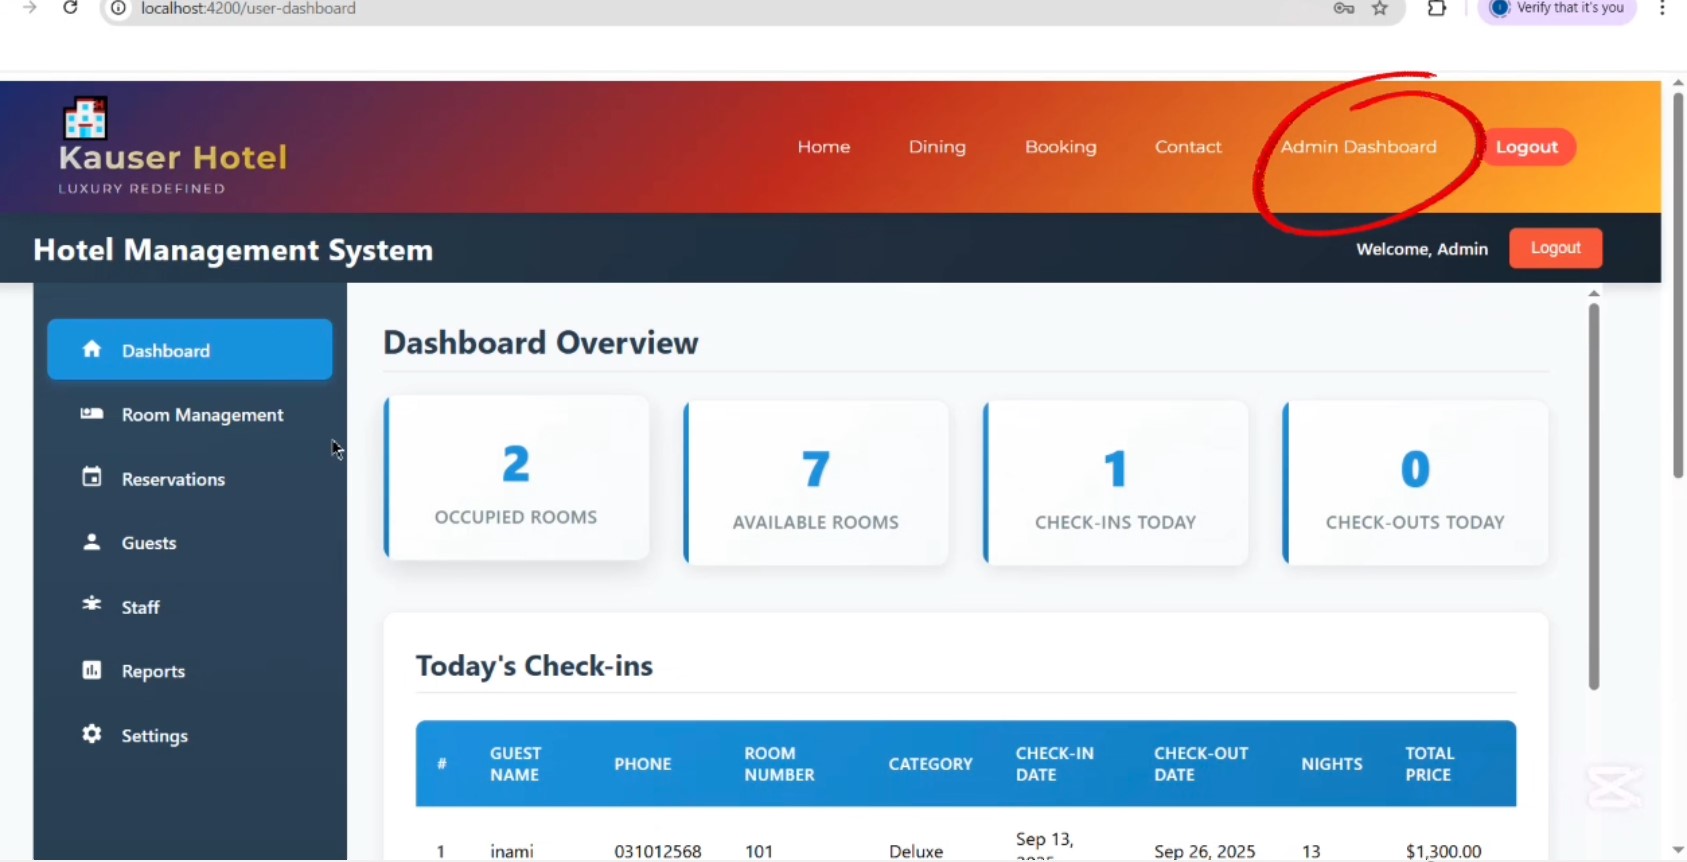 localhost:4200/user-dashboard
Verify that it's you
Kauser Hotel
LUXURY REDEFINED
Home
Dining
Booking
Contact
Admin Dashboard
Logout
Hotel Management System
Welcome, Admin
Logout
Dashboard
Room Management
Reservations
Guests
Staff
Reports
Settings
Dashboard Overview
2
OCCUPIED ROOMS
7
AVAILABLE ROOMS
1
CHECK-INS TODAY
0
CHECK-OUTS TODAY
Today's Check-ins
#
GUEST
NAME
PHONE
ROOM
NUMBER
CATEGORY
CHECK-IN
DATE
CHECK-OUT
DATE
NIGHTS
TOTAL
PRICE
1
inami
031012568
101
Deluxe
Sep 13,
Sep 26, 2025
13
$1,300.00